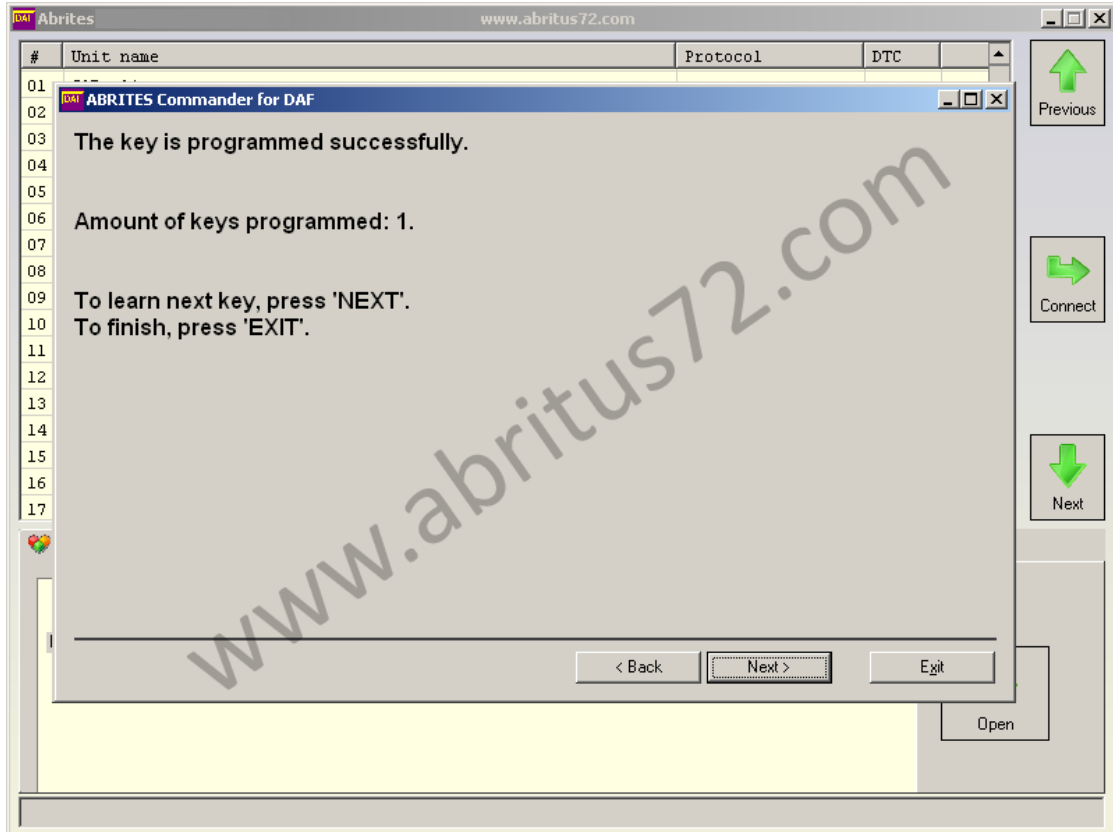 DAF Abrites www.abritus72.com
# Unit name Protocol DTC
01
02
03
04
05
06
07
08
09
10
11
12
13
14
15
16
17
Previous
Connect
Next
DAF ABRITES Commander for DAF
The key is programmed successfully.
Amount of keys programmed: 1.
To learn next key, press 'NEXT'.
To finish, press 'EXIT'.
www.abritus72.com
< Back Next > Exit
Open